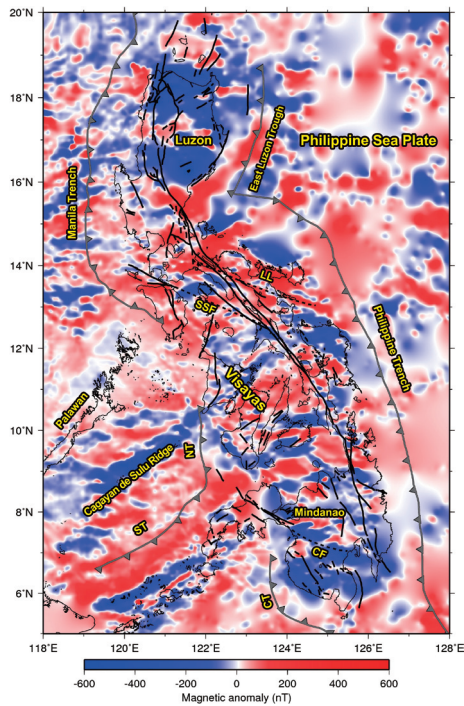 20˚N
18˚N
16˚N
14˚N
12˚N
10˚N
8˚N
6˚N
Luzon
Philippine Sea Plate
East Luzon Trough
Manila Trench
LL
SSF
Philippine Trench
Palawan
Visayas
Cagayan de Sulu Ridge
NT
ST
Mindanao
CF
CT
118˚E
120˚E
122˚E
124˚E
126˚E
128˚E
-600
-400
-200
0
200
400
600
Magnetic anomaly (nT)